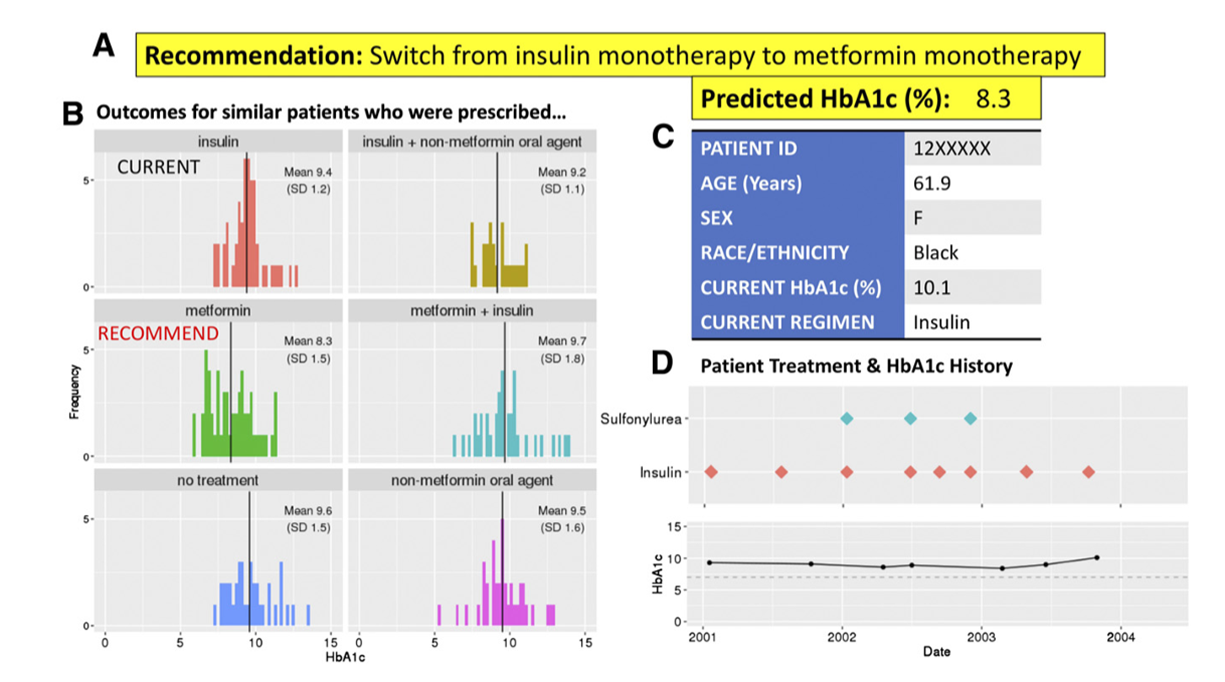 A
Recommendation: Switch from insulin monotherapy to metformin monotherapy
Predicted HbA1c (%): 8.3
B
Outcomes for similar patients who were prescribed...
insulin
CURRENT
Mean 9.4
(SD 1.2)
5
0
insulin + non-metformin oral agent
Mean 9.2
(SD 1.1)
metformin
RECOMMEND
Mean 8.3
(SD 1.5)
5
0
metformin + insulin
Mean 9.7
(SD 1.8)
no treatment
Mean 9.6
(SD 1.5)
5
0
non-metformin oral agent
Mean 9.5
(SD 1.6)
Frequency
0 5 10 15 0 5 10 15
HbA1c
C
PATIENT ID 12XXXXX
AGE (Years) 61.9
SEX F
RACE/ETHNICITY Black
CURRENT HbA1c (%) 10.1
CURRENT REGIMEN Insulin
D
Patient Treatment & HbA1c History
Sulfonylurea
Insulin
HbA1c
15
10
5
0
2001 2002 2003 2004
Date